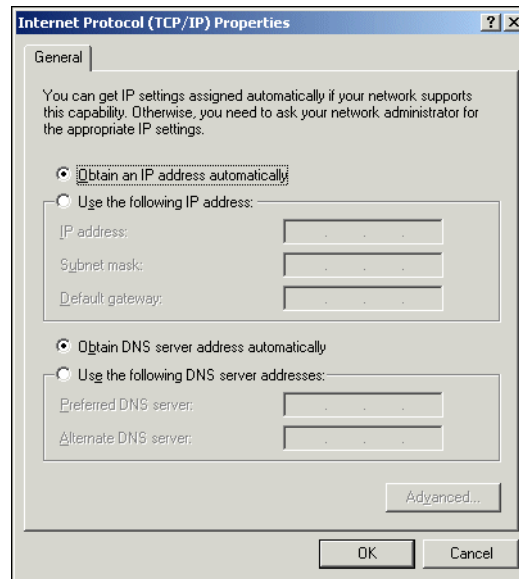 Internet Protocol (TCP/IP) Properties
General
You can get IP settings assigned automatically if your network supports
this capability. Otherwise, you need to ask your network administrator for
the appropriate IP settings.
Obtain an IP address automatically
Use the following IP address:
IP address:
Subnet mask:
Default gateway:
Obtain DNS server address automatically
Use the following DNS server addresses:
Preferred DNS server:
Alternate DNS server:
Advanced...
OK Cancel